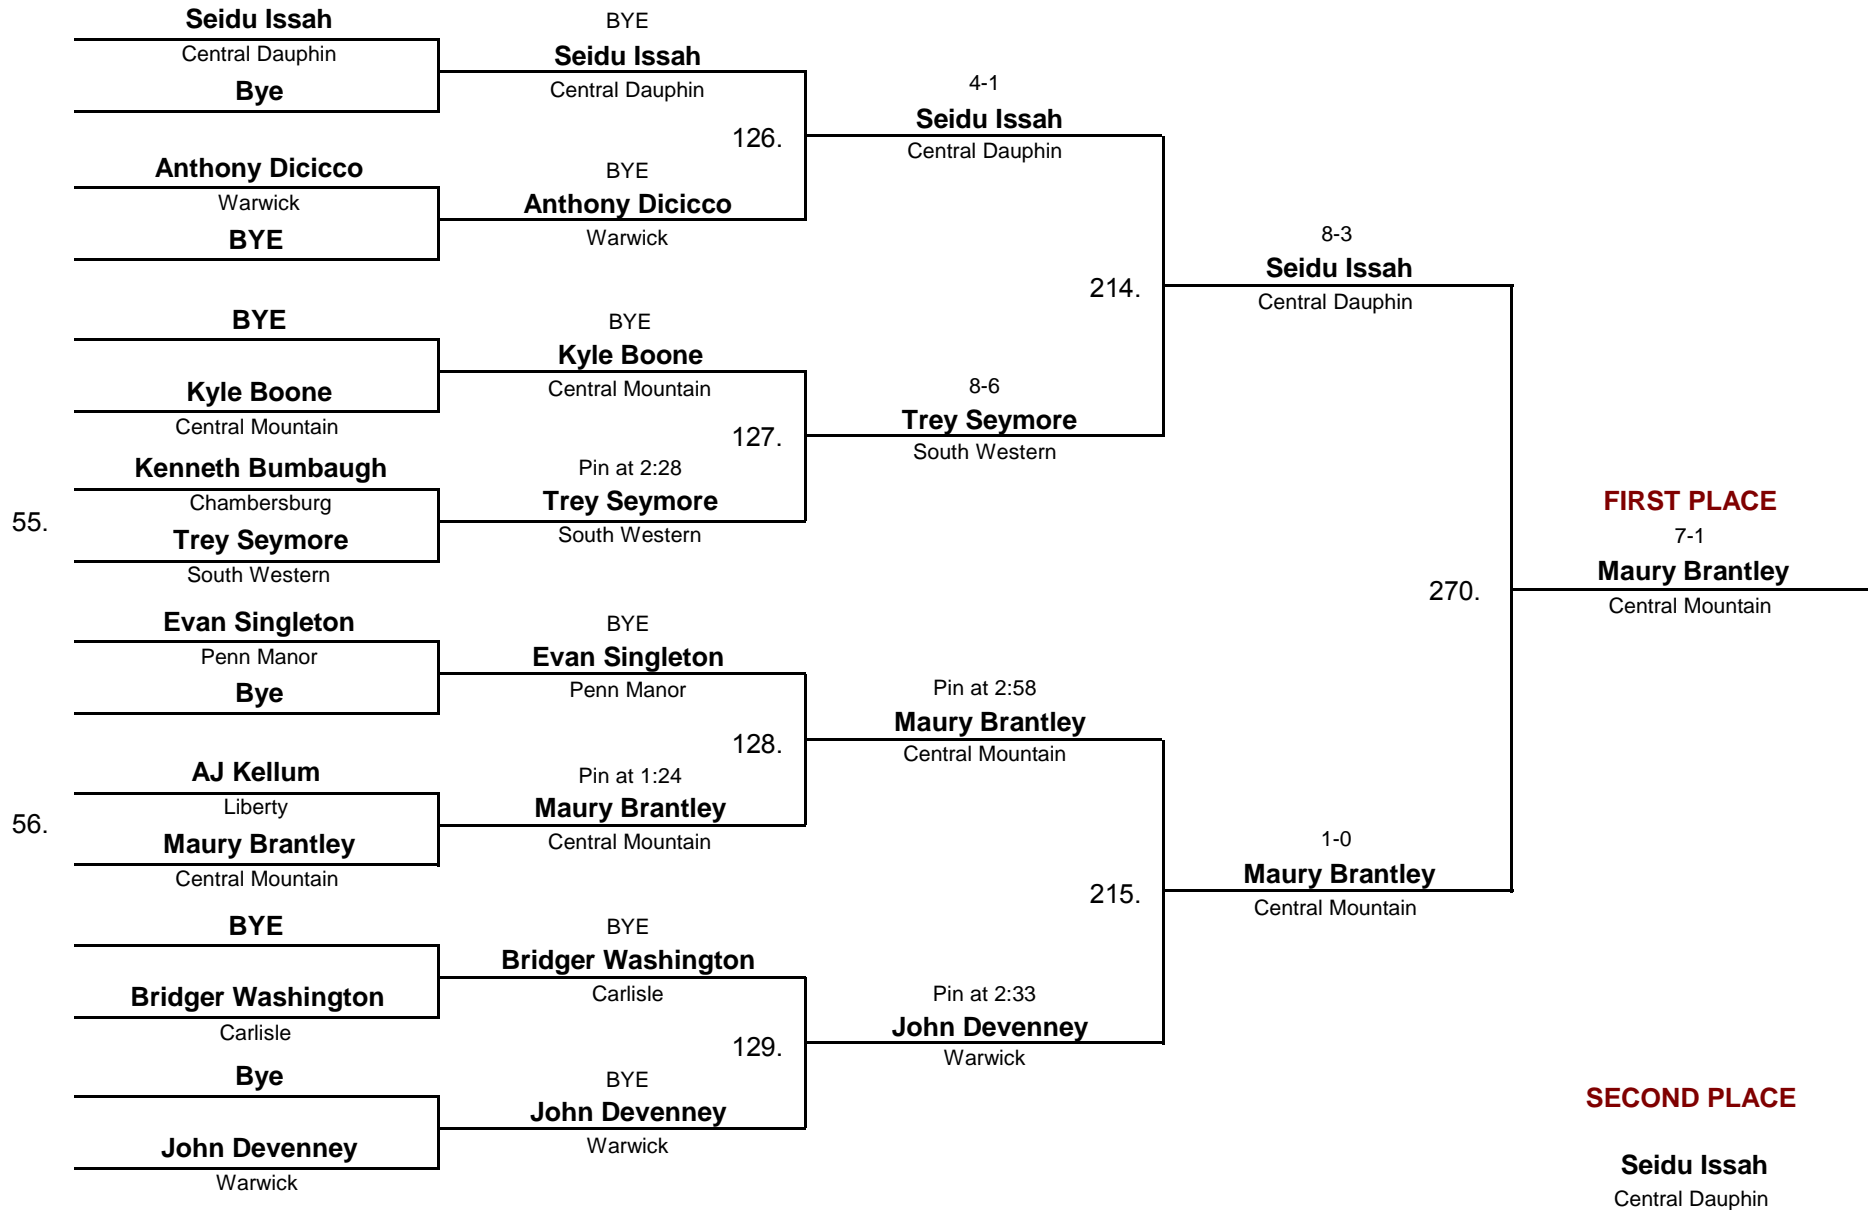 Seidu Issah
Central Dauphin
Bye
Anthony Dicicco
Warwick
BYE
BYE
Kyle Boone
Central Mountain
Kenneth Bumbaugh
Chambersburg
55.
Trey Seymore
South Western
Evan Singleton
Penn Manor
Bye
AJ Kellum
Liberty
56.
Maury Brantley
Central Mountain
BYE
Bridger Washington
Carlisle
Bye
John Devenney
Warwick
BYE
Seidu Issah
Central Dauphin
126.
BYE
Anthony Dicicco
Warwick
BYE
Kyle Boone
Central Mountain
127.
Pin at 2:28
Trey Seymore
South Western
BYE
Evan Singleton
Penn Manor
128.
Pin at 1:24
Maury Brantley
Central Mountain
BYE
Bridger Washington
Carlisle
129.
BYE
John Devenney
Warwick
4-1
Seidu Issah
Central Dauphin
214.
8-6
Trey Seymore
South Western
Pin at 2:58
Maury Brantley
Central Mountain
215.
Pin at 2:33
John Devenney
Warwick
8-3
Seidu Issah
Central Dauphin
270.
1-0
Maury Brantley
Central Mountain
FIRST PLACE
7-1
Maury Brantley
Central Mountain
SECOND PLACE
Seidu Issah
Central Dauphin